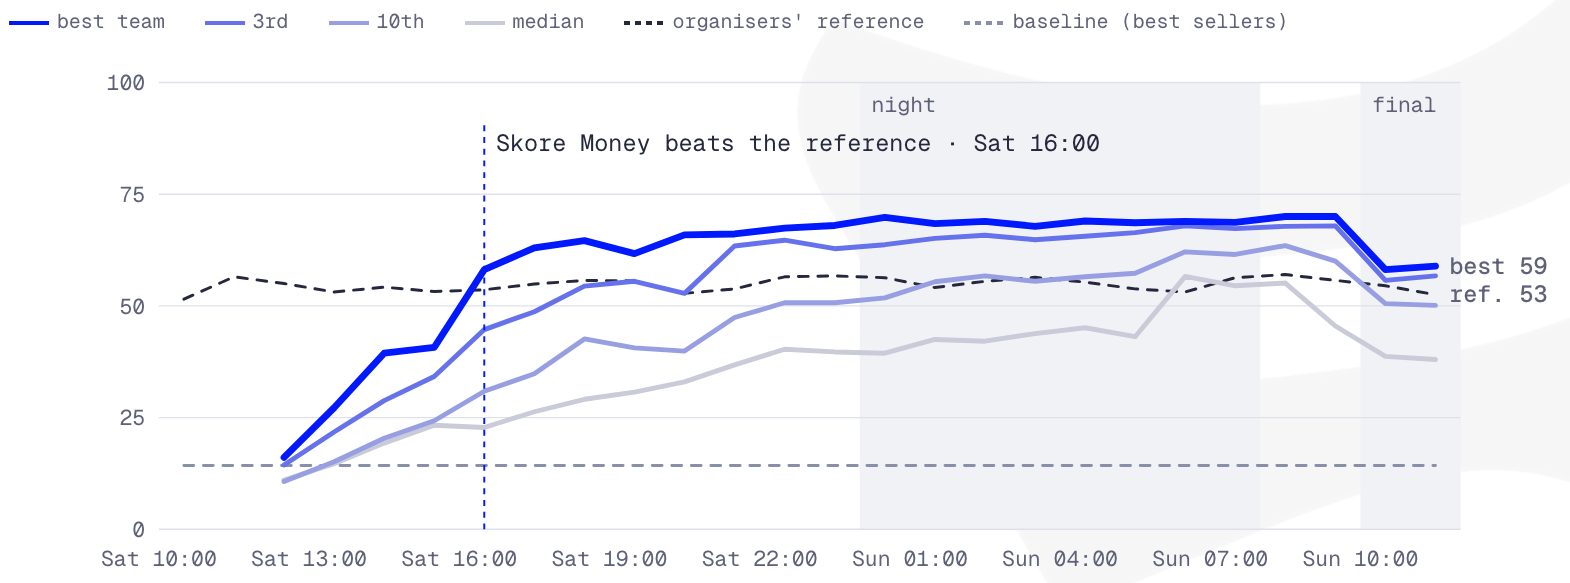 best team 3rd 10th median organisers' reference baseline (best sellers)
100
night
final
Skore Money beats the reference · Sat 16:00
75
best 59
ref. 53
50
25
0
Sat 10:00 Sat 13:00 Sat 16:00 Sat 19:00 Sat 22:00 Sun 01:00 Sun 04:00 Sun 07:00 Sun 10:00